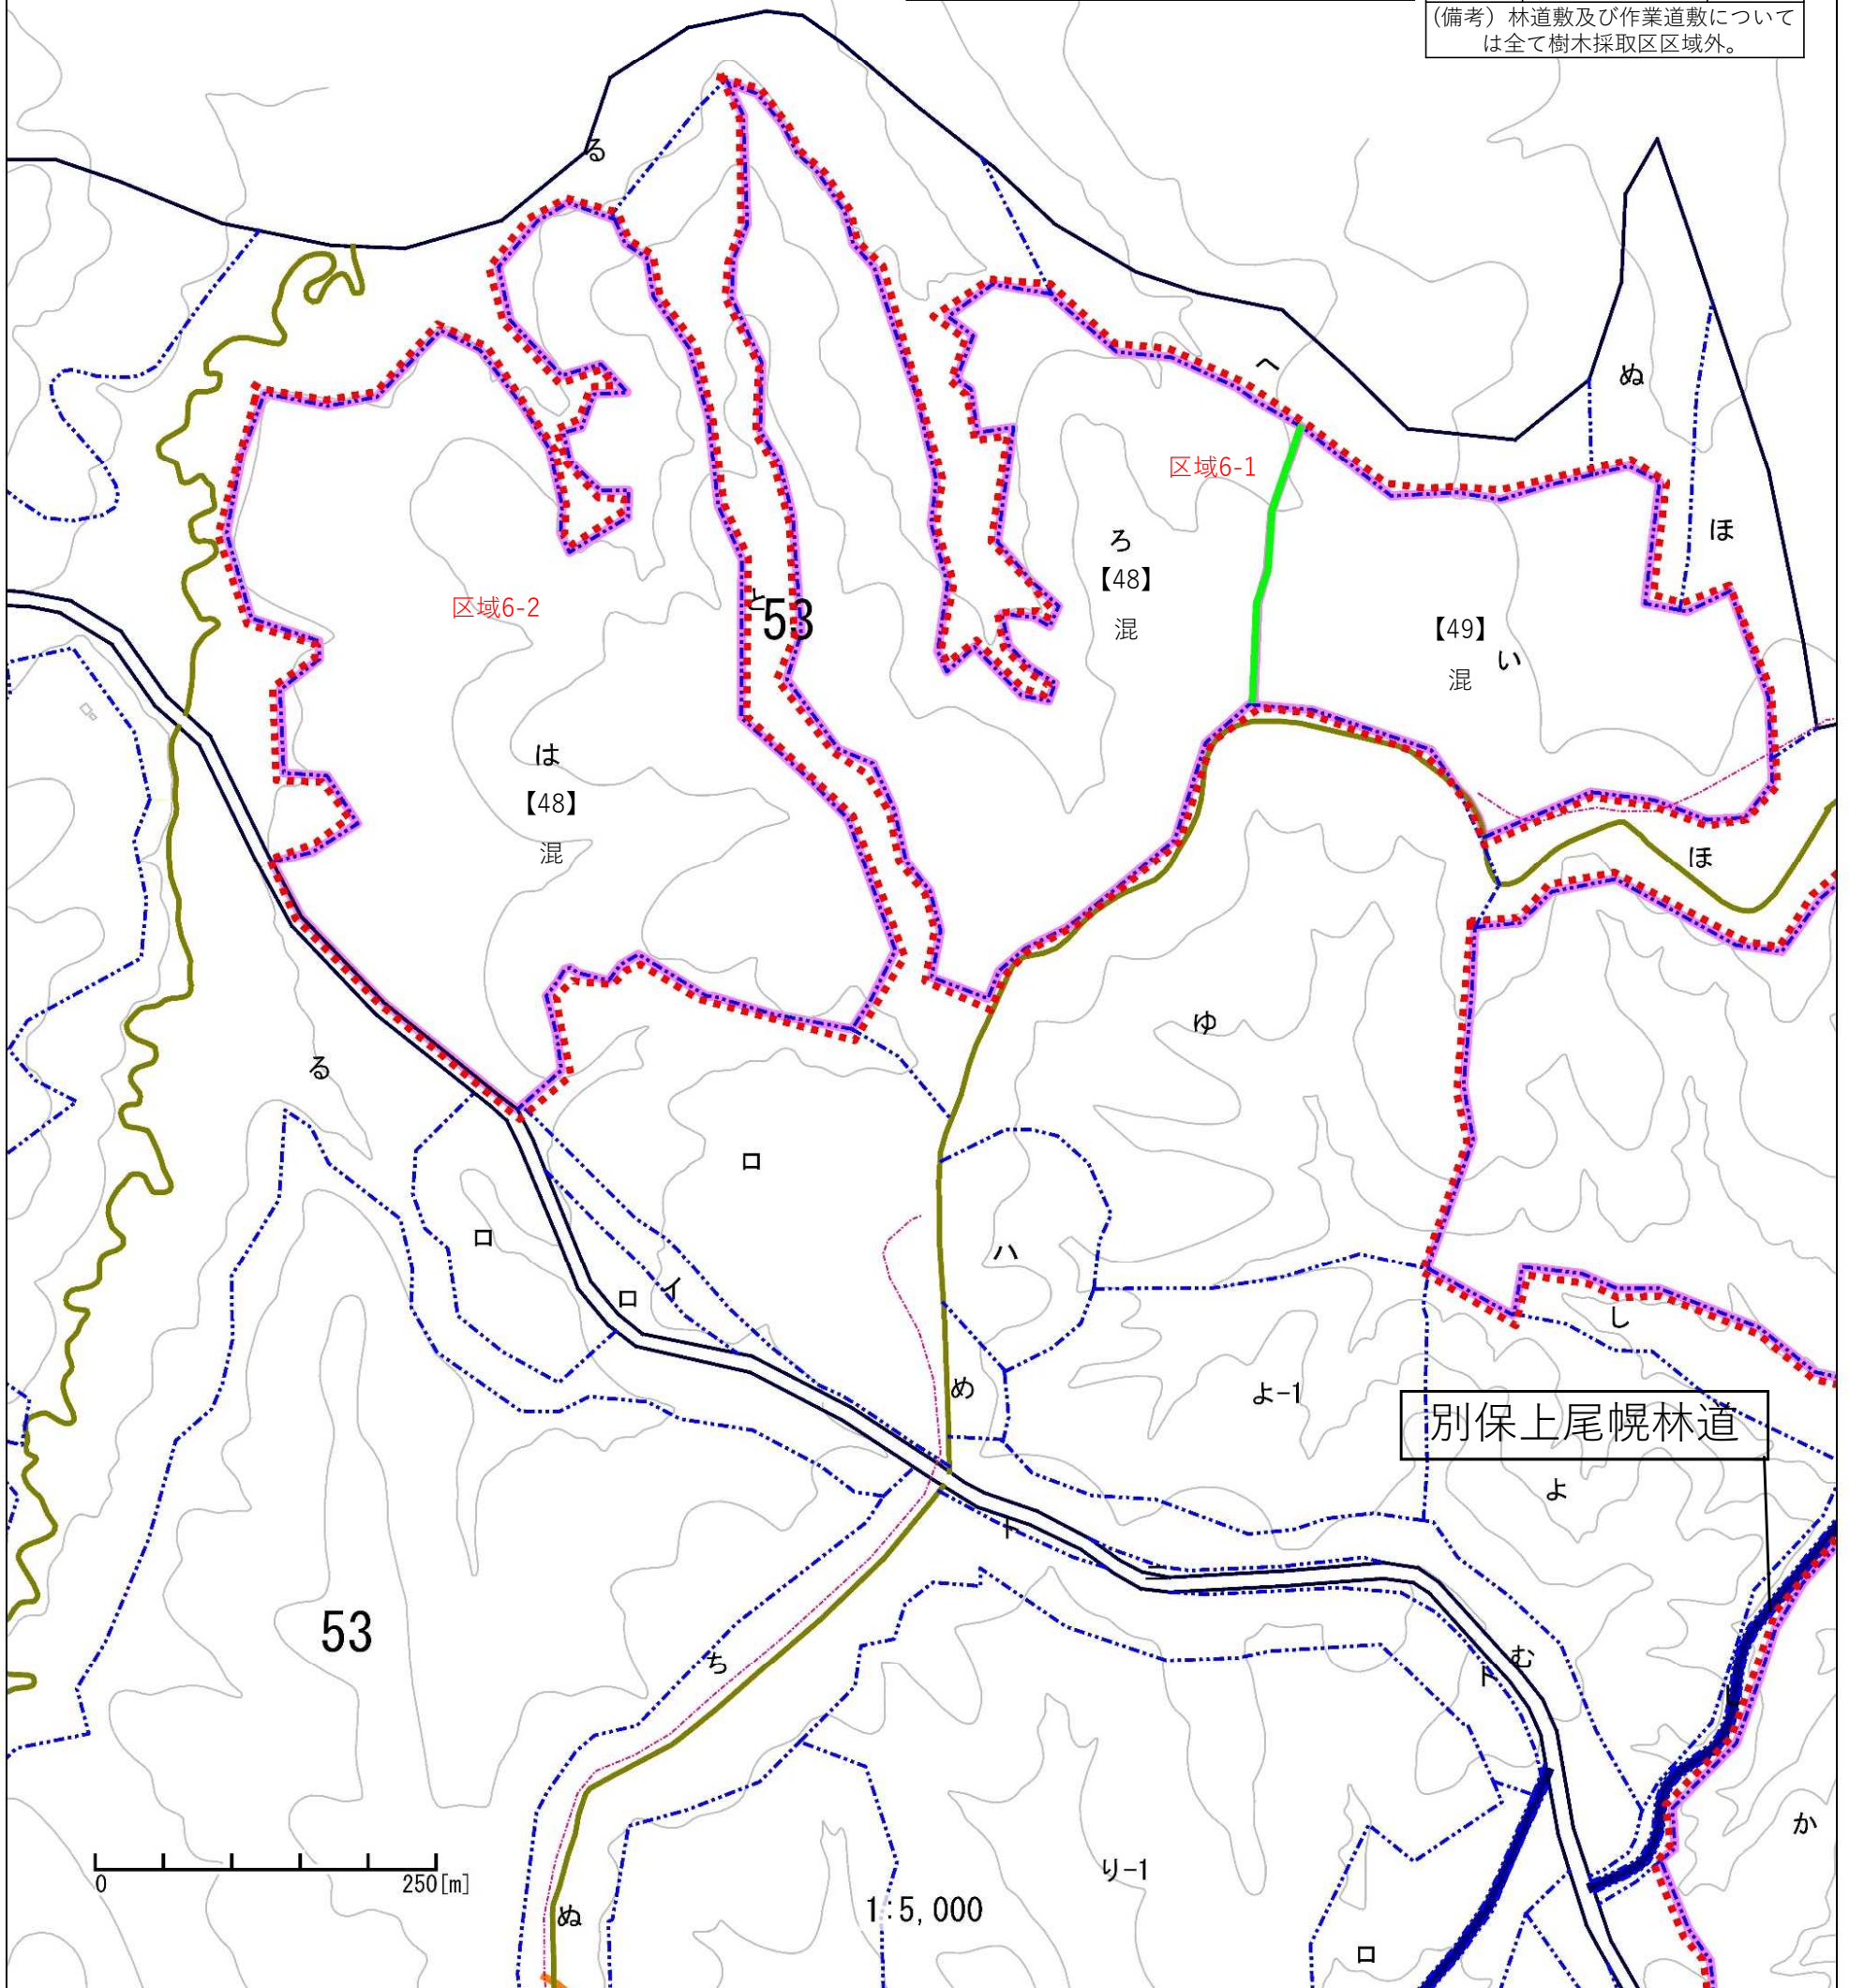 (備考) 林道敷及び作業道敷について
は全て樹木採取区区域外。
る
へ
ぬ
区域6-1
ほ
ろ
【48】
混
区域6-2
と
53
【49】
い
混
は
【48】
混
ほ
ゆ
る
ロ
ロ
ハ
イ
ロ
し
め
よ-1
別保上尾幌林道
よ
ト
ニ
53
ち
む
ト
し
か
り-1
0
250[m]
1:5,000
ぬ
ロ